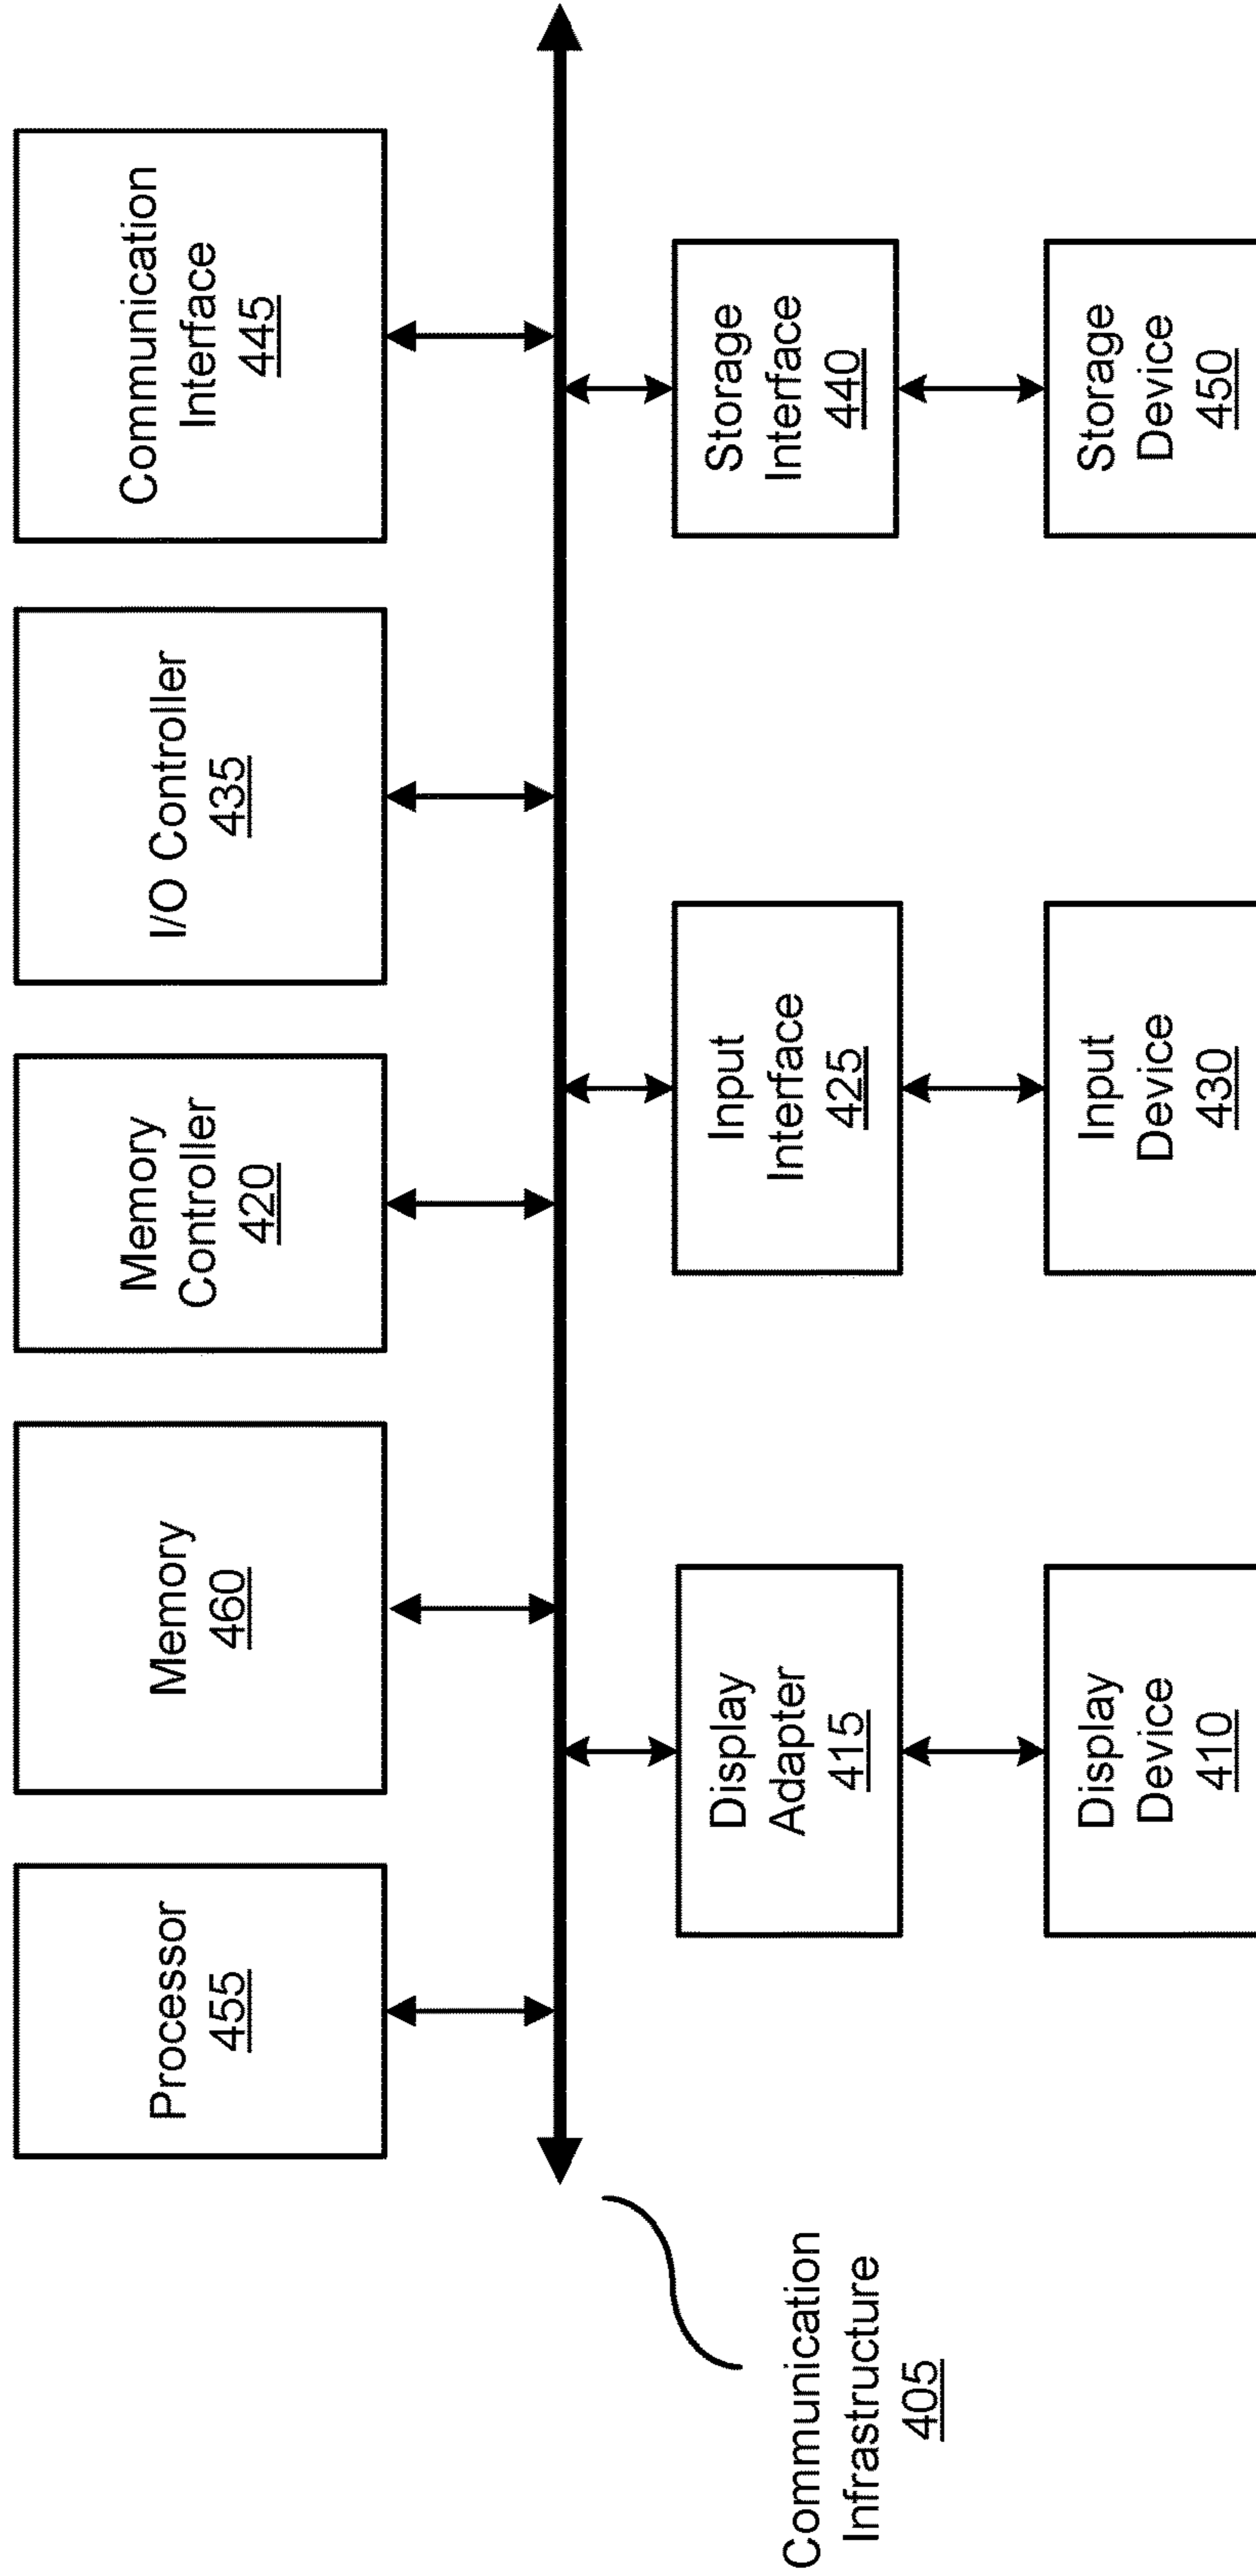 Processor
455
Memory
460
Memory
Controller
420
I/O Controller
435
Communication
Interface
445
Communication
Infrastructure
405
Display
Adapter
415
Input
Interface
425
Storage
Interface
440
Display
Device
410
Input
Device
430
Storage
Device
450